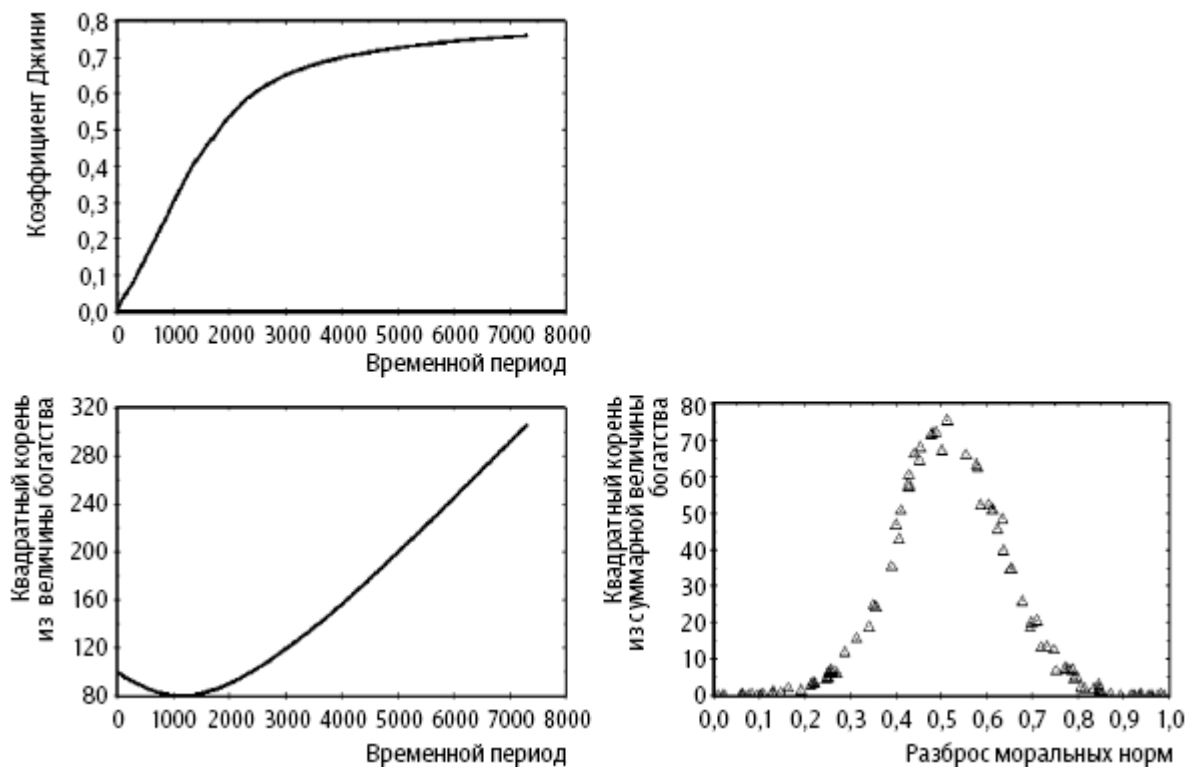 Коэффициент Джини
0,8
0,7
0,6
0,5
0,4
0,3
0,2
0,1
0,0
0 1000 2000 3000 4000 5000 6000 7000 8000
Временной период
Квадратный корень
из величины богатства
320
280
240
200
160
120
80
0 1000 2000 3000 4000 5000 6000 7000 8000
Временной период
Квадратный корень
из суммарной величины
богатства
80
70
60
50
40
30
20
10
0
0,0 0,1 0,2 0,3 0,4 0,5 0,6 0,7 0,8 0,9 1,0
Разброс моральных норм